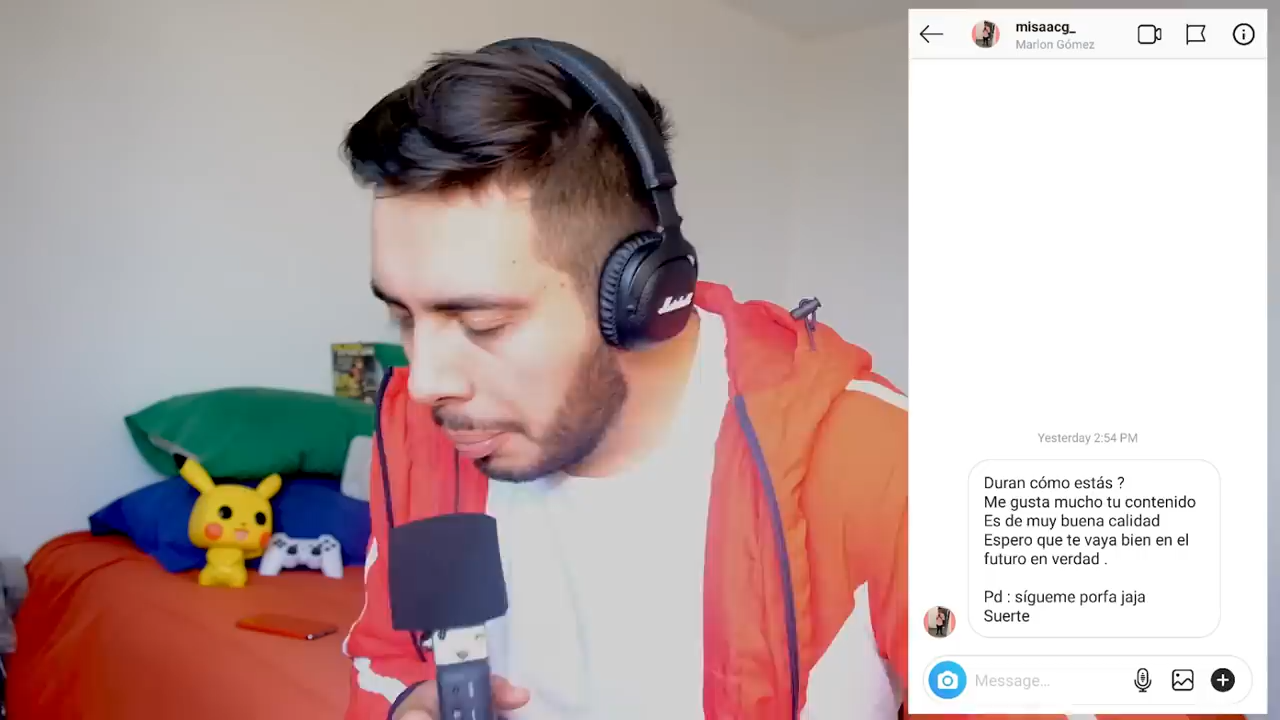 misaacg_
Marion Gómez
Yesterday 2:54 PM
Duran cómo estás ?
Me gusta mucho tu contenido
Es de muy buena calidad
Espero que te vaya bien en el
futuro en verdad .
Pd : sígueme porfa jaja
Suerte
Message...
Marshall